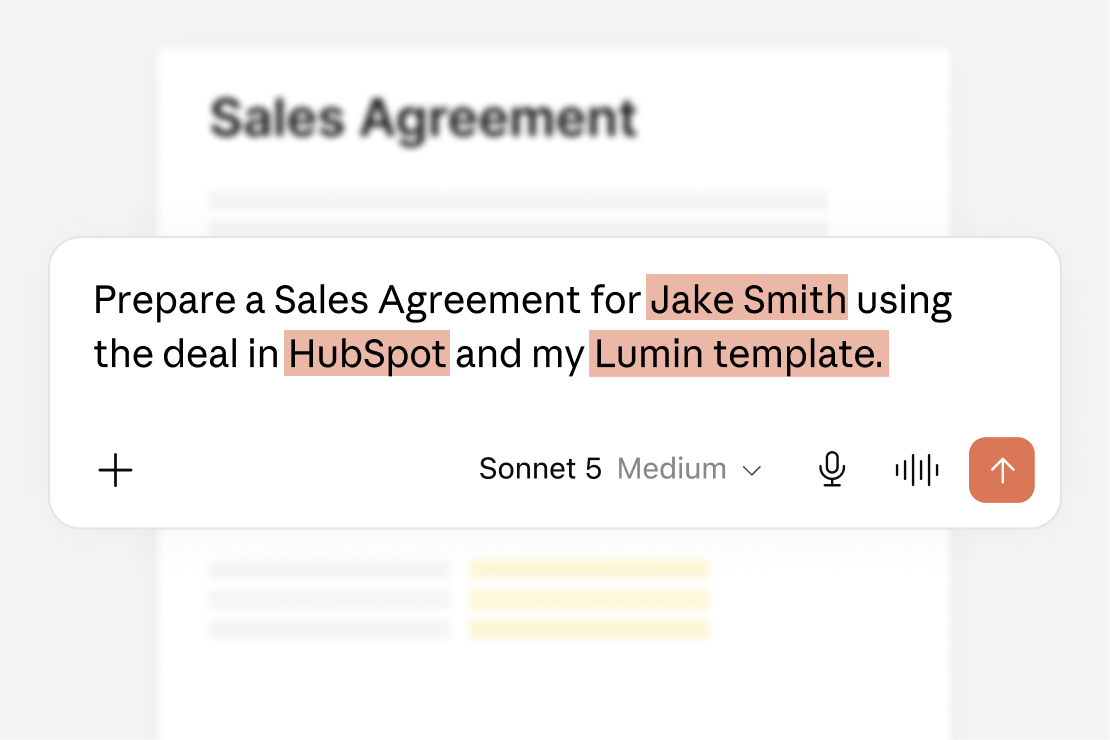 Sales Agreement
Prepare a Sales Agreement for Jake Smith using
the deal in HubSpot and my Lumin template.
Sonnet 5 Medium